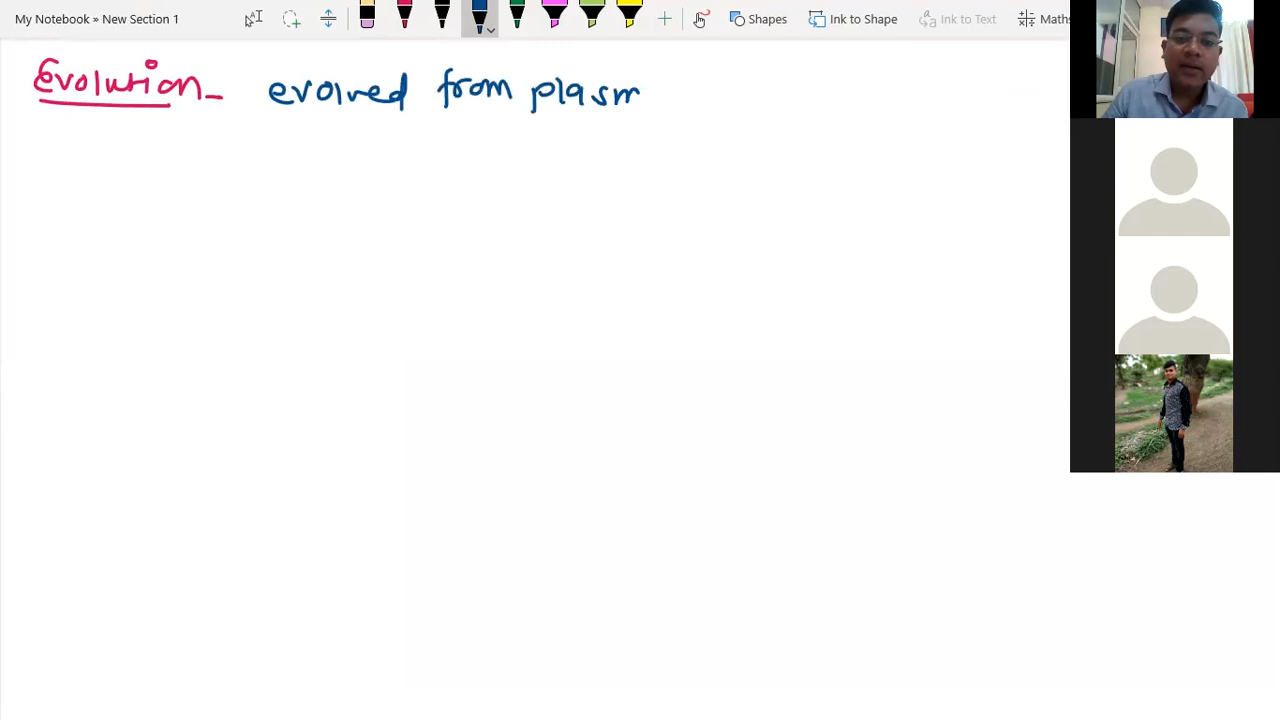 My Notebook » New Section 1
Shapes
Ink to Shape
Ink to Text
Maths
Evolution - evolved from plasm